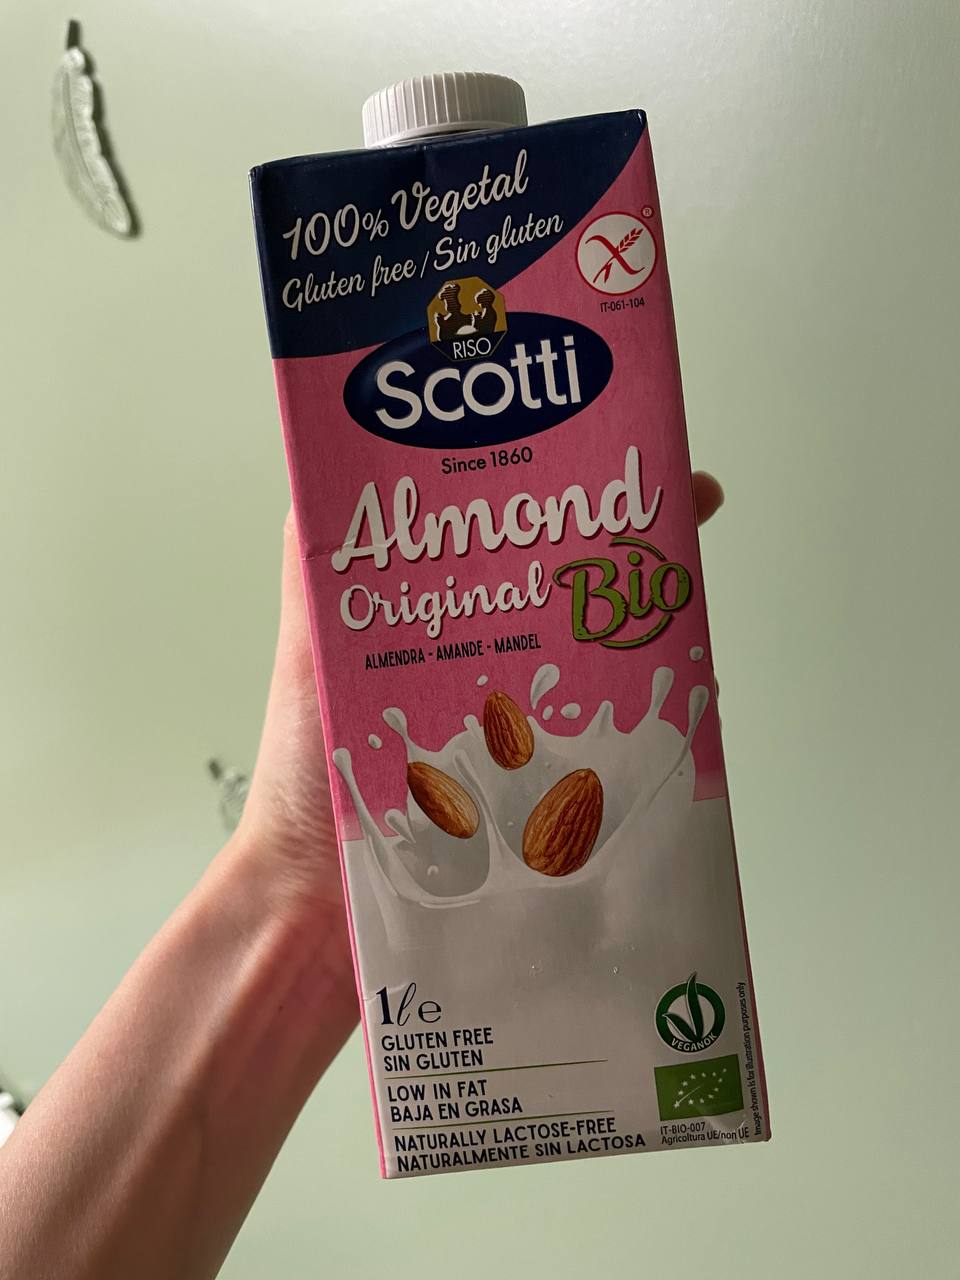 100% Vegetal
Gluten free / Sin gluten
®
IT-061-104
RISO
Scotti
Since 1860
Almond
Original Bio
ALMENDRA - AMANDE - MANDEL
1 l e
GLUTEN FREE
SIN GLUTEN
LOW IN FAT
BAJA EN GRASA
NATURALLY LACTOSE-FREE
NATURALMENTE SIN LACTOSA
VEGANOK
IT-BIO-007
Agricoltura UE/non UE
Image shown is for illustration purposes only